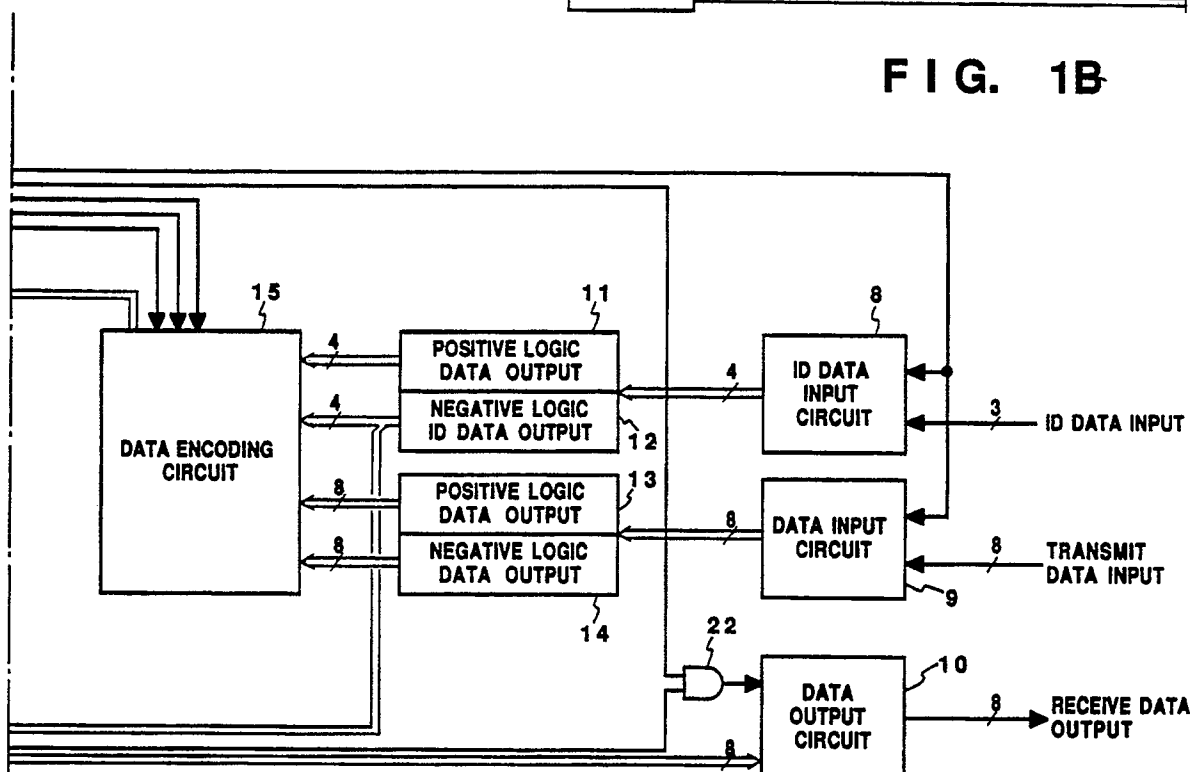 FIG. 1B
15
11
8
4
POSITIVE LOGIC
DATA OUTPUT
4
ID DATA
INPUT
CIRCUIT
4
NEGATIVE LOGIC
ID DATA OUTPUT
12
3
ID DATA INPUT
DATA ENCODING
CIRCUIT
8
POSITIVE LOGIC
DATA OUTPUT
13
8
DATA INPUT
CIRCUIT
8
NEGATIVE LOGIC
DATA OUTPUT
8
TRANSMIT
DATA INPUT
9
14
22
10
DATA
OUTPUT
CIRCUIT
8
RECEIVE DATA
OUTPUT
8